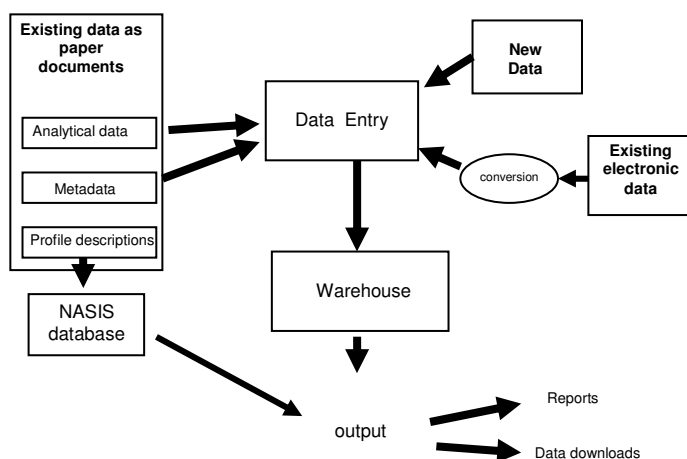 Existing data as
paper
documents
Analytical data
Metadata
Profile descriptions
NASIS
database
Data Entry
Warehouse
output
New
Data
conversion
Existing
electronic
data
Reports
Data downloads